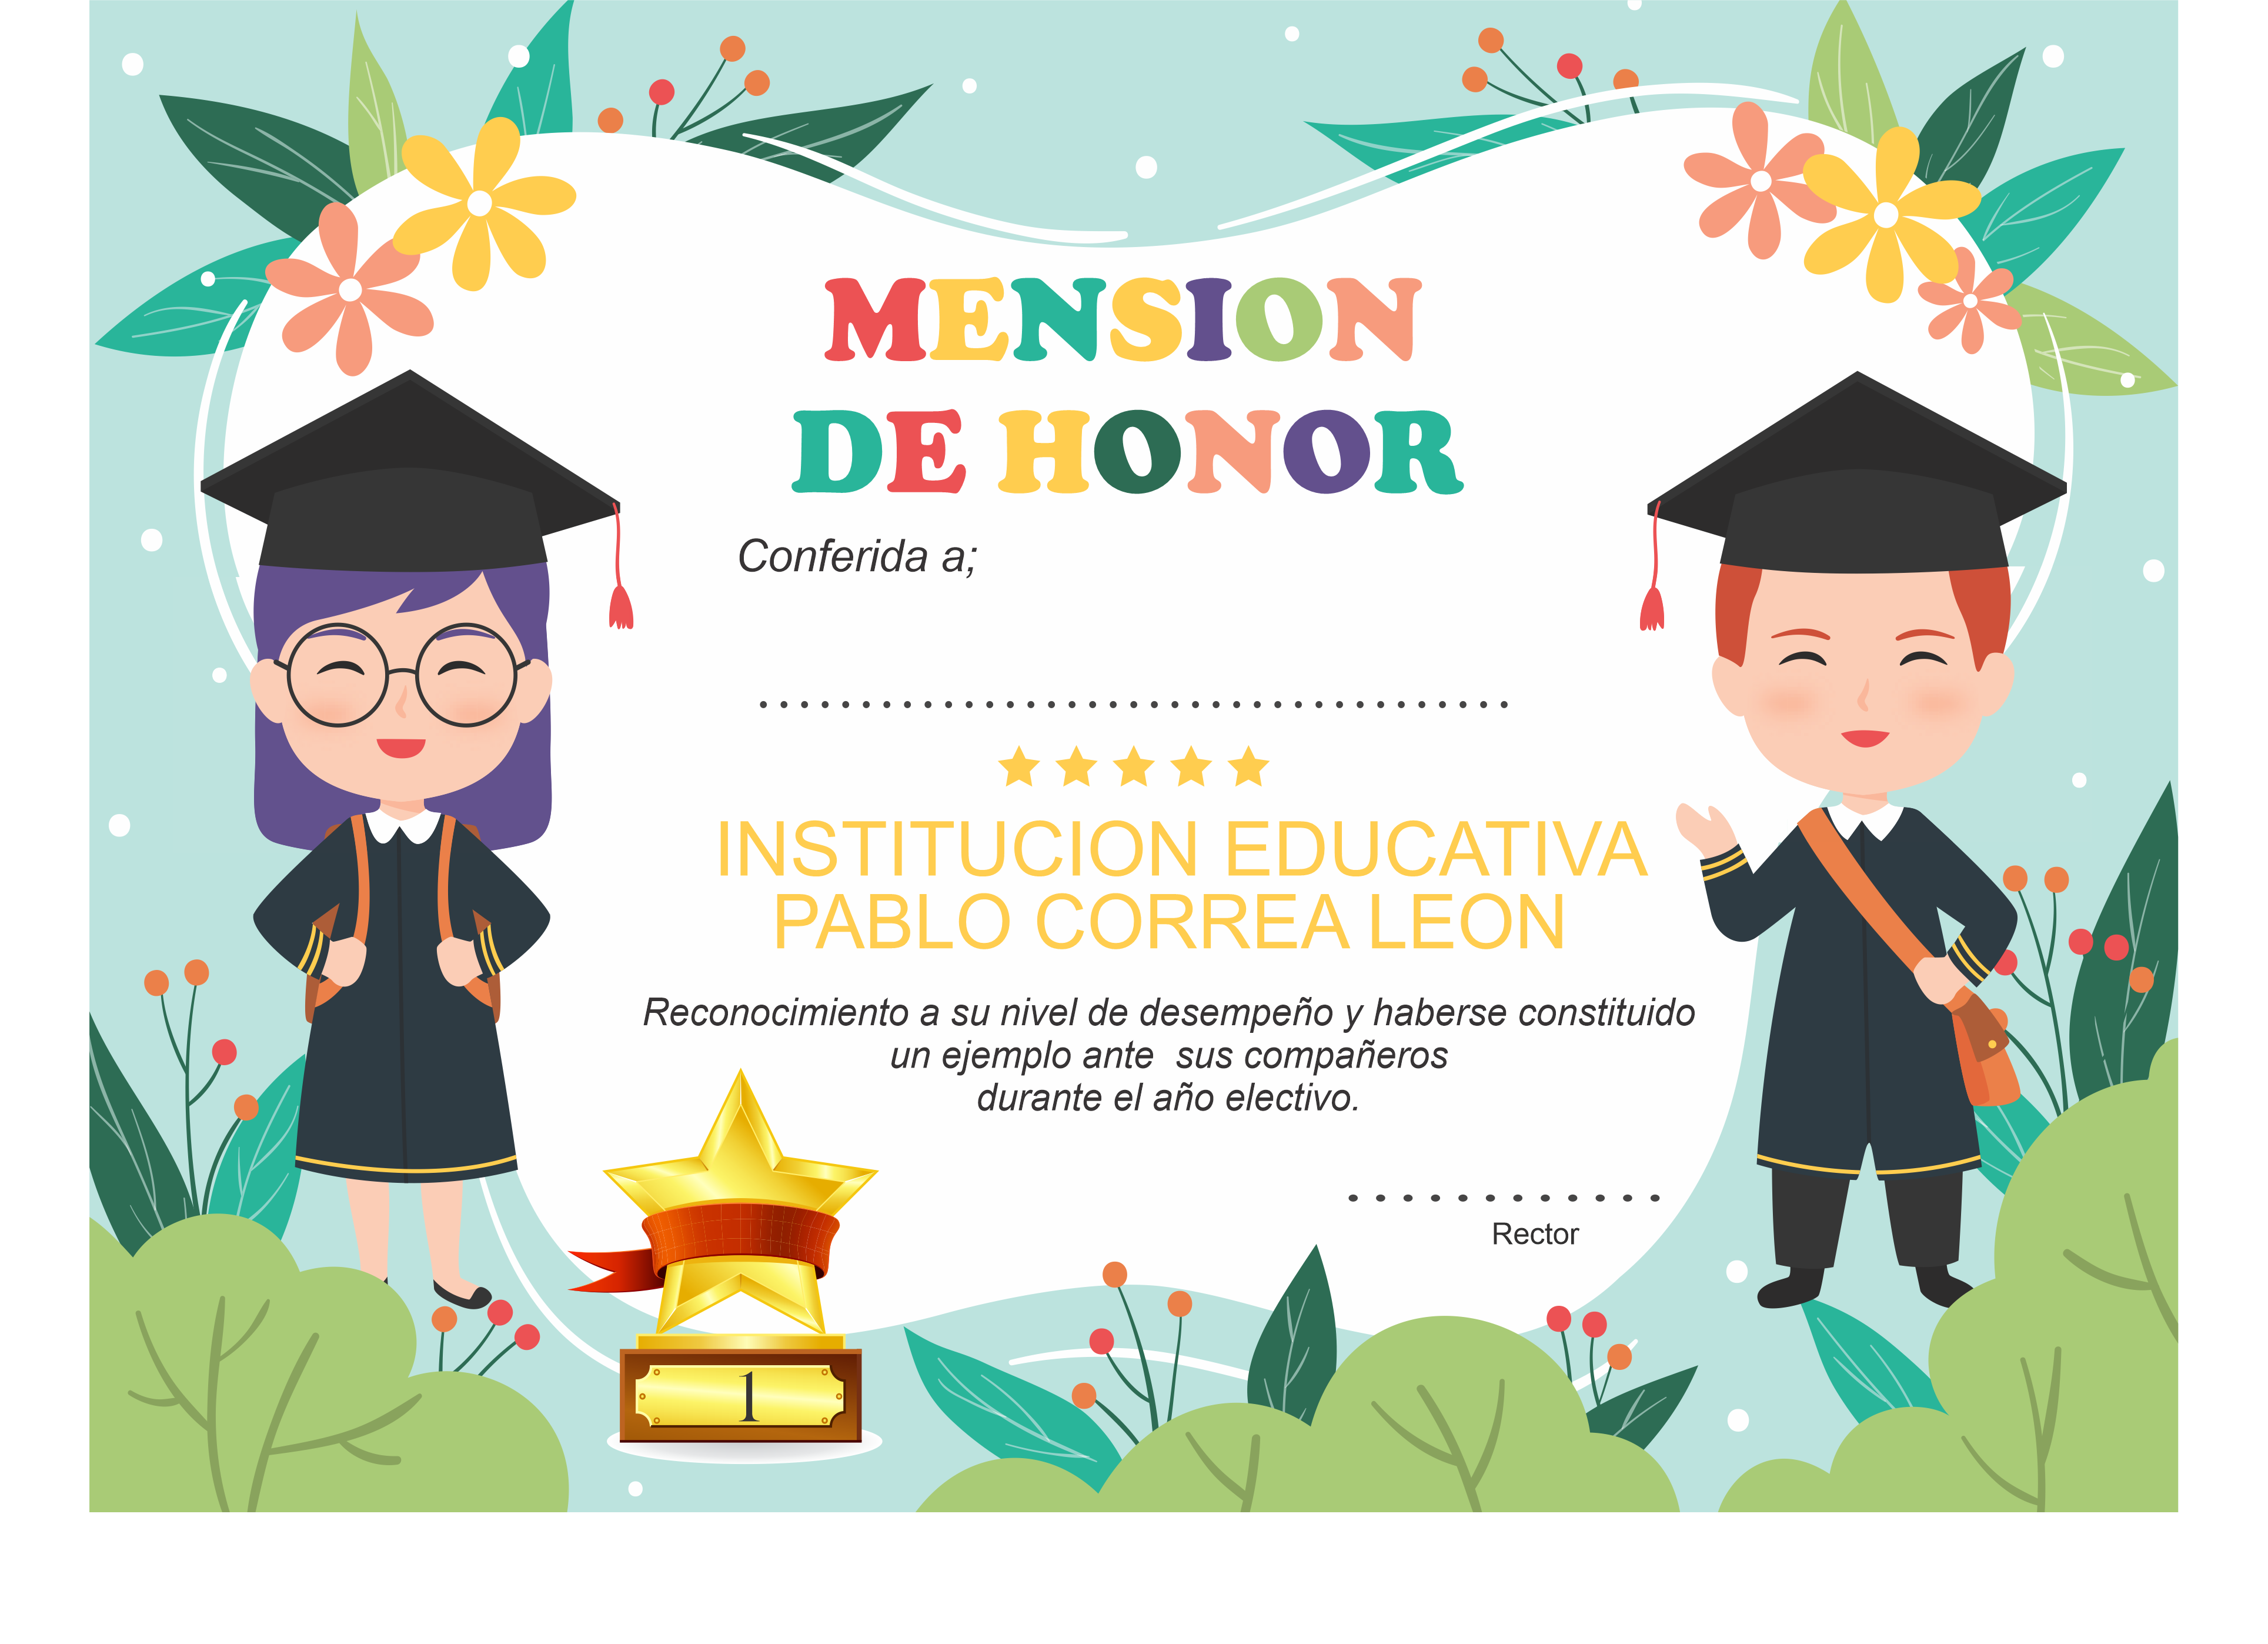 MENSION
DE HONOR
Conferida a;
INSTITUCION EDUCATIVA
PABLO CORREA LEON
Reconocimiento a su nivel de desempeño y haberse constituido
un ejemplo ante  sus compañeros
durante el año electivo.
Rector
1